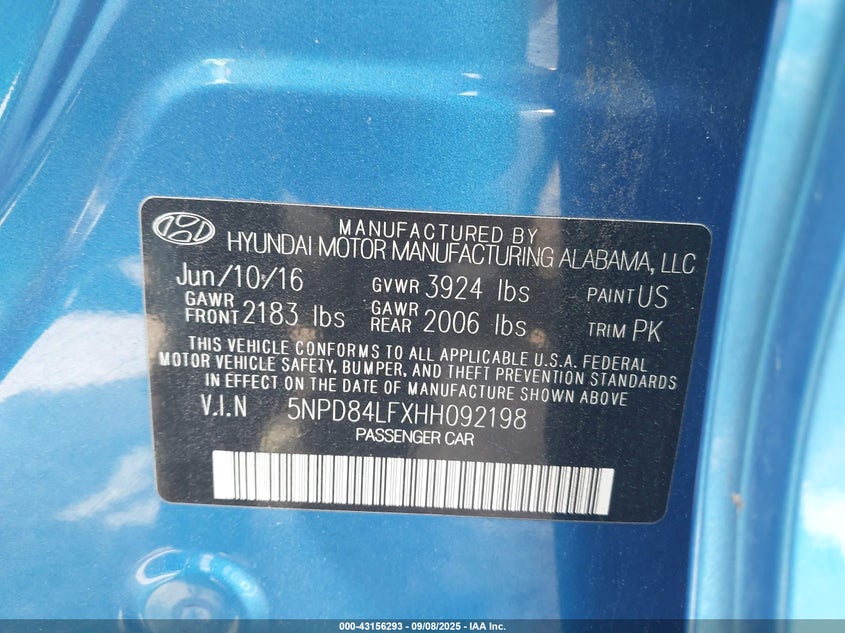 MANUFACTURED BY
HYUNDAI MOTOR MANUFACTURING ALABAMA, LLC
Jun/10/16 GVWR 3924 lbs PAINT US
GAWR FRONT 2183 lbs GAWR REAR 2006 lbs TRIM PK
THIS VEHICLE CONFORMS TO ALL APPLICABLE U.S.A. FEDERAL
MOTOR VEHICLE SAFETY, BUMPER, AND THEFT PREVENTION STANDARDS
IN EFFECT ON THE DATE OF MANUFACTURE SHOWN ABOVE
V.I.N 5NPD84LFXHH092198
PASSENGER CAR
000-43156293 - 09/08/2025 - IAA Inc.